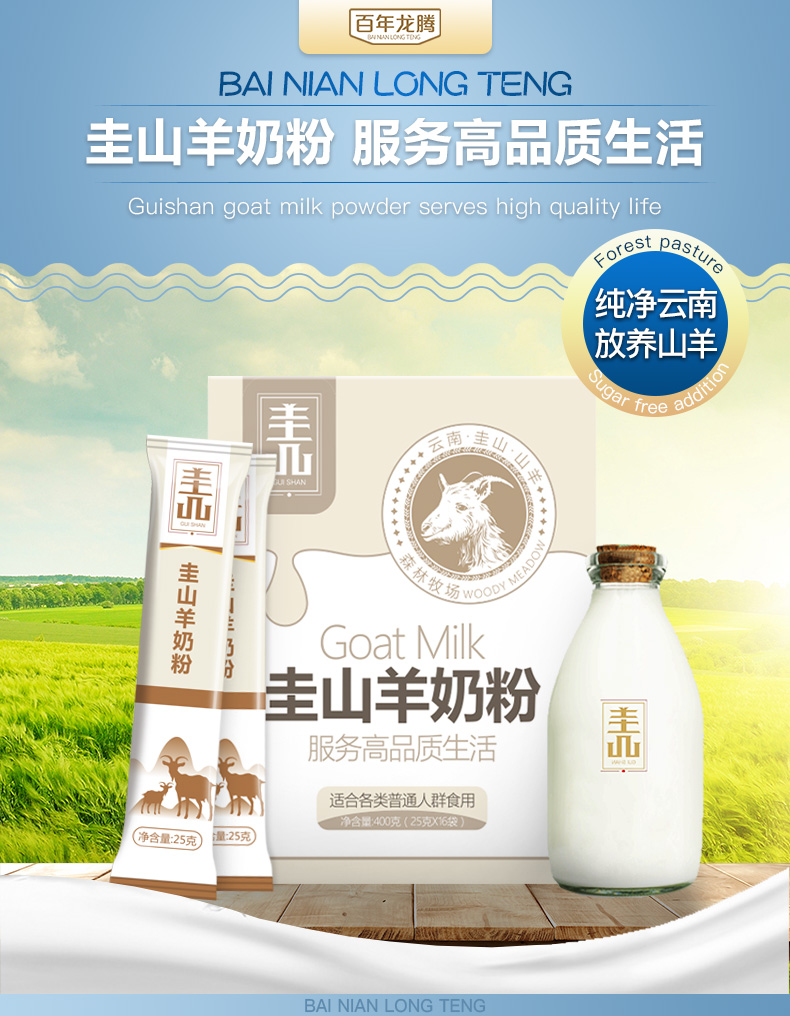 百年龙腾
BAI NIAN LONG TENG
BAI NIAN LONG TENG
圭山羊奶粉 服务高品质生活
Guishan goat milk powder serves high quality life
Forest pasture
纯净云南
放养山羊
Sugar free addition
圭山
GUI SHAN
云南·圭山·山羊
森林牧场 WOODY MEADOW
Goat Milk
圭山羊奶粉
服务高品质生活
适合各类普通人群食用
净含量:400克(25克X16袋)
圭山
GUI SHAN
圭山羊奶粉
净含量:25克
圭山羊奶粉
量:25克
圭山
BAI NIAN LONG TENG